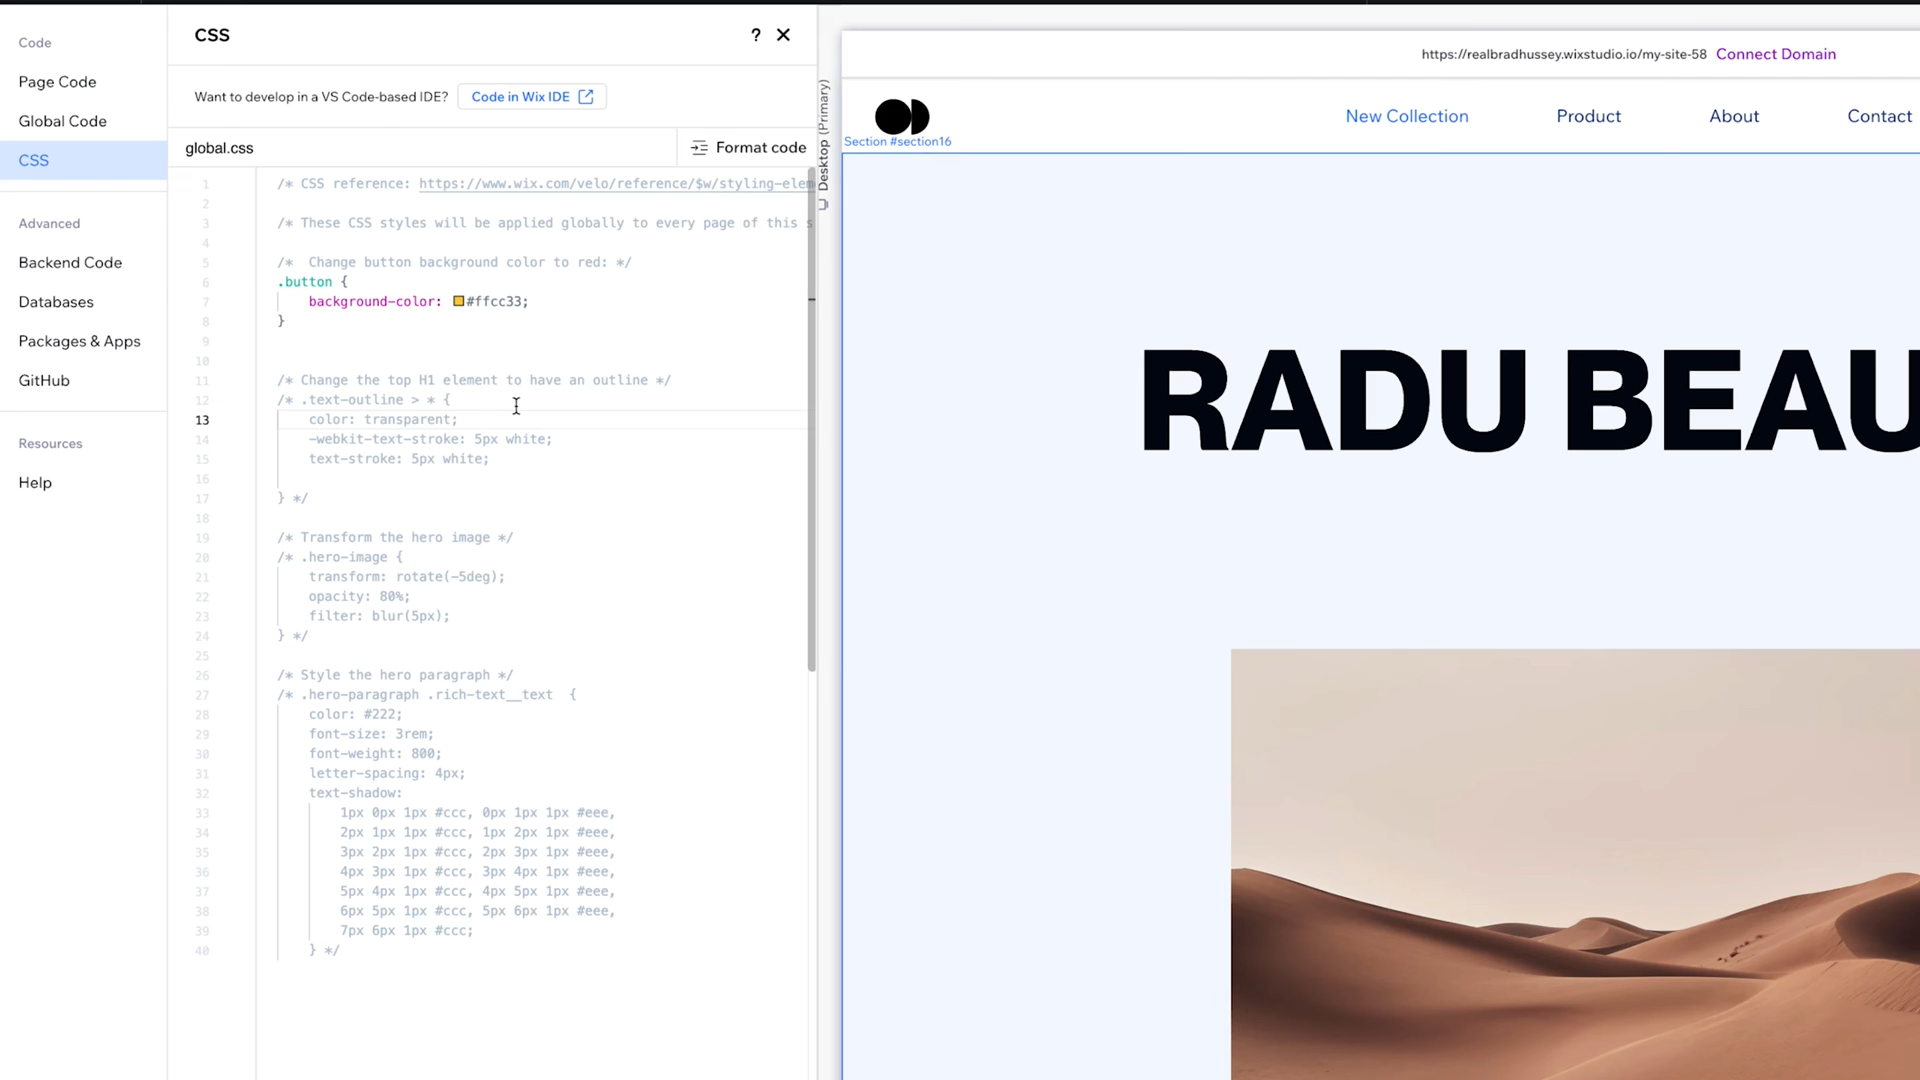 Code
Page Code
Global Code
CSS
Advanced
Backend Code
Databases
Packages & Apps
GitHub
Resources
Help
CSS
?
Want to develop in a VS Code-based IDE? Code in Wix IDE
global.css
Format code
1 /* CSS reference: https://www.wix.com/velo/reference/$w/styling-elem
2
3 /* These CSS styles will be applied globally to every page of this s
4
5 /*  Change button background color to red: */
6 .button {
7 background-color: #ffcc33;
8 }
9
10
11 /* Change the top H1 element to have an outline */
12 /* .text-outline > * {
13 color: transparent;
14 -webkit-text-stroke: 5px white;
15 text-stroke: 5px white;
16
17 } */
18
19 /* Transform the hero image */
20 /* .hero-image {
21 transform: rotate(-5deg);
22 opacity: 80%;
23 filter: blur(5px);
24 } */
25
26 /* Style the hero paragraph */
27 /* .hero-paragraph .rich-text__text  {
28 color: #222;
29 font-size: 3rem;
30 font-weight: 800;
31 letter-spacing: 4px;
32 text-shadow:
33 1px 0px 1px #ccc, 0px 1px 1px #eee,
34 2px 1px 1px #ccc, 1px 2px 1px #eee,
35 3px 2px 1px #ccc, 2px 3px 1px #eee,
36 4px 3px 1px #ccc, 3px 4px 1px #eee,
37 5px 4px 1px #ccc, 4px 5px 1px #eee,
38 6px 5px 1px #ccc, 5px 6px 1px #eee,
39 7px 6px 1px #ccc;
40 } */
Desktop (Primary)
https://realbradhussey.wixstudio.io/my-site-58 Connect Domain
New Collection Product About Contact
Section #section16
RADU BEAU